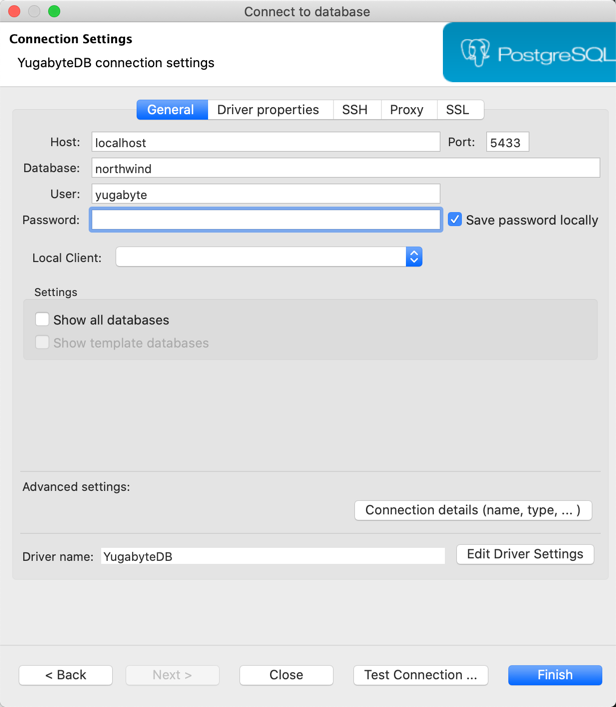 Connect to database
Connection Settings
YugabyteDB connection settings
PostgreSQL
General Driver properties SSH Proxy SSL
Host: localhost Port: 5433
Database: northwind
User: yugabyte
Password: Save password locally
Local Client:
Settings
Show all databases
Show template databases
Advanced settings:
Connection details (name, type, ... )
Driver name: YugabyteDB Edit Driver Settings
< Back Next > Close Test Connection ... Finish